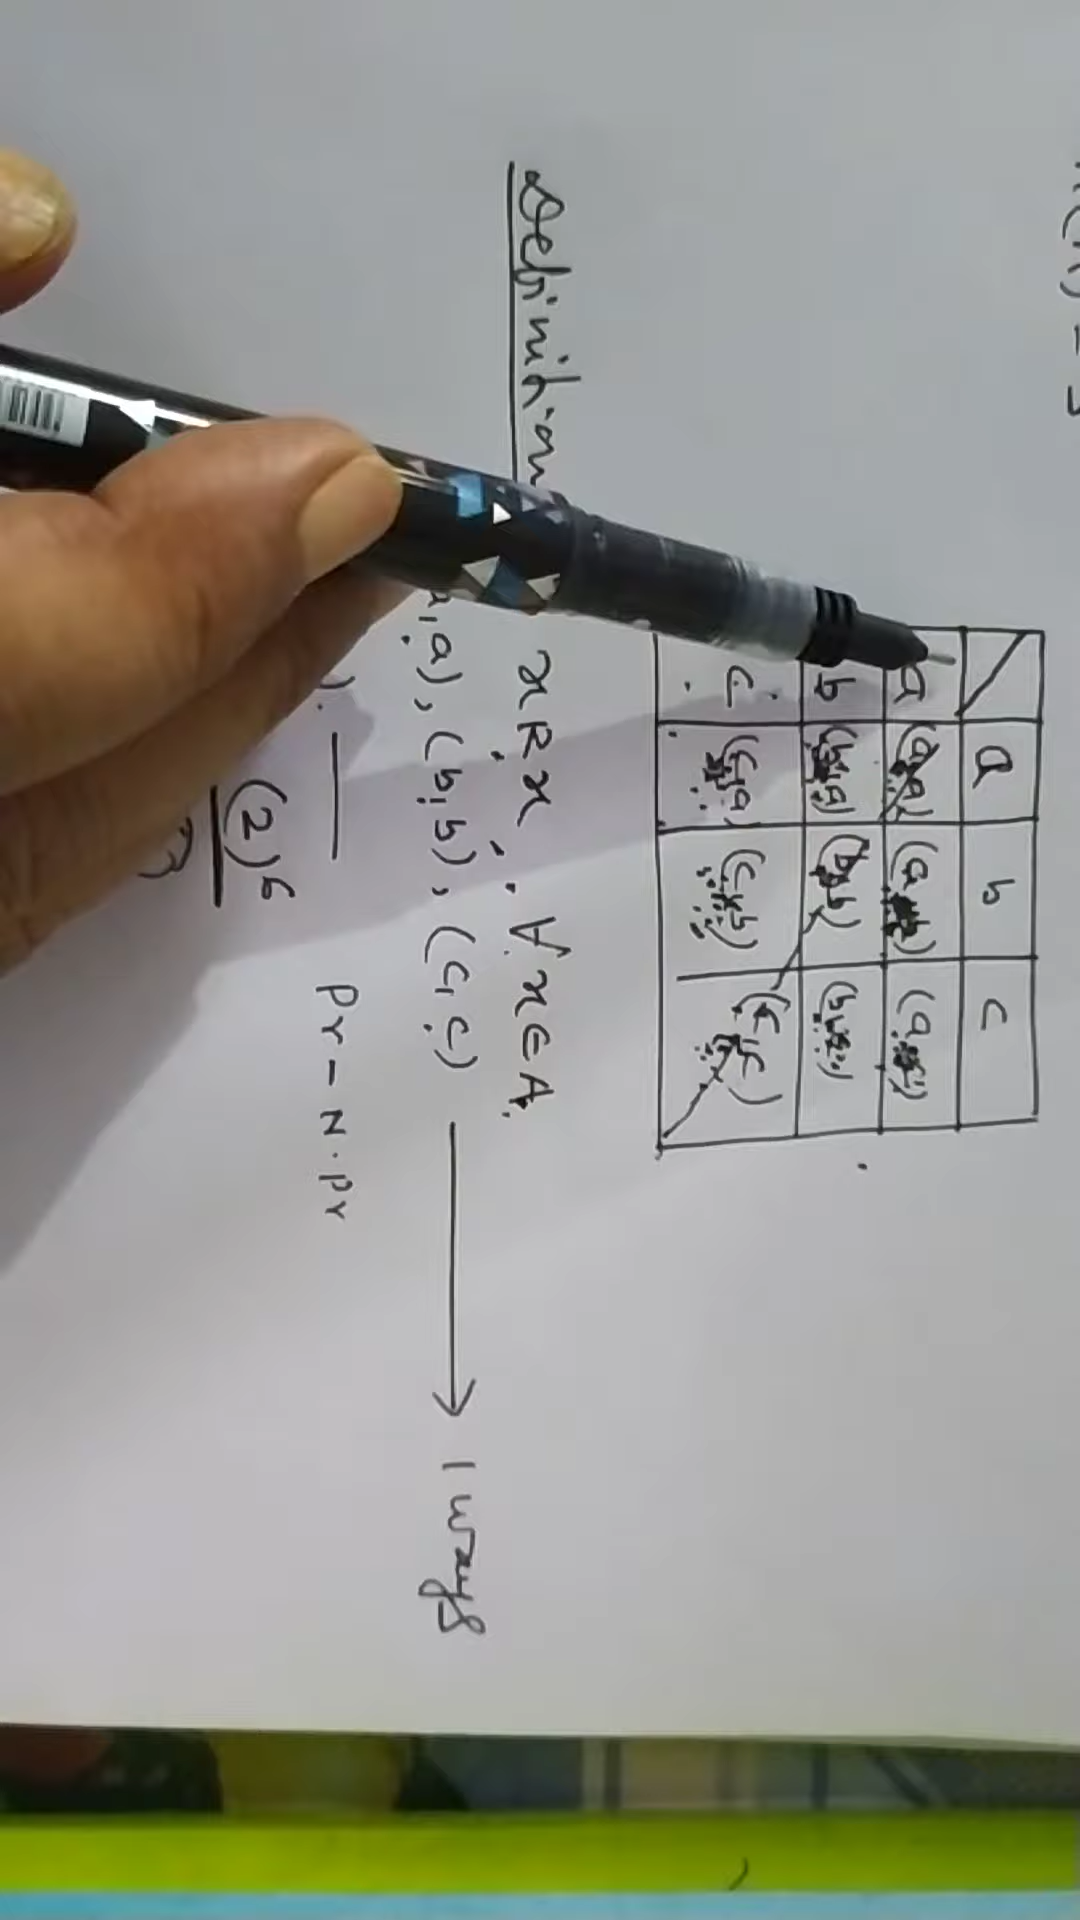 a b c
a (a,a) (a,b) (a,c)
b (b,a) (b,b) (b,c)
c (c,a) (c,b) (c,c)
Definition
xRx . ∀ x∈A.
,a), (b,b), (c,c) ⟶ 1 ways
). — Pr - N.Pr
(2)⁶